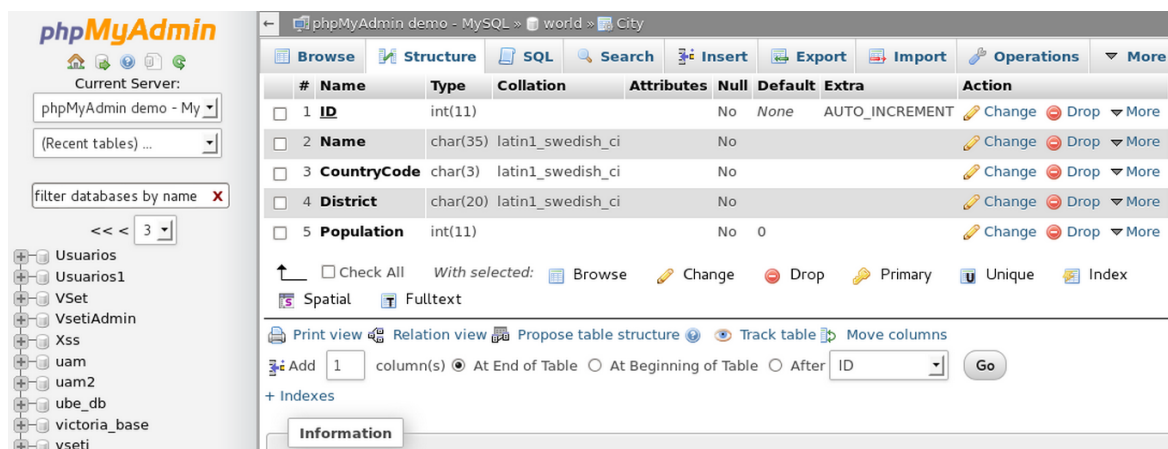 phpMyAdmin
Current Server:
phpMyAdmin demo - My
(Recent tables) ...
filter databases by name X
<< < 3
Usuarios
Usuarios1
VSet
VsetiAdmin
Xss
uam
uam2
ube_db
victoria_base
vseti
← phpMyAdmin demo - MySQL » world » City
Browse Structure SQL Search Insert Export Import Operations More
# Name Type Collation Attributes Null Default Extra Action
1 ID int(11) No None AUTO_INCREMENT Change Drop More
2 Name char(35) latin1_swedish_ci No Change Drop More
3 CountryCode char(3) latin1_swedish_ci No Change Drop More
4 District char(20) latin1_swedish_ci No Change Drop More
5 Population int(11) No 0 Change Drop More
Check All With selected: Browse Change Drop Primary U Unique Index
S Spatial T Fulltext
Print view Relation view Propose table structure Track table Move columns
Add 1 column(s) At End of Table At Beginning of Table After ID Go
+ Indexes
Information